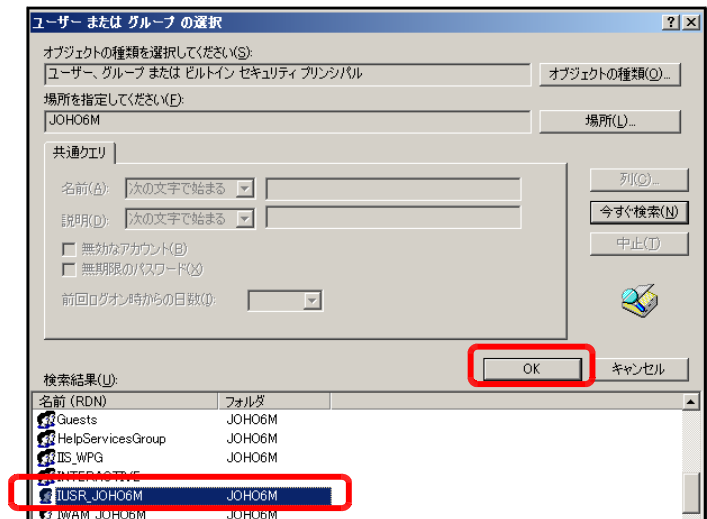 ユーザー または グループ の選択
オブジェクトの種類を選択してください(S):
ユーザー、グループ または ビルトイン セキュリティ プリンシパル
オブジェクトの種類(O)...
場所を指定してください(F):
JOHO6M
場所(L)...
共通クエリ
名前(A): 次の文字で始まる
列(C)...
説明(D): 次の文字で始まる
今すぐ検索(N)
無効なアカウント(B)
中止(T)
無期限のパスワード(X)
前回ログオン時からの日数(I):
OK
キャンセル
検索結果(U):
名前 (RDN) フォルダ
Guests JOHO6M
HelpServicesGroup JOHO6M
IIS_WPG JOHO6M
INTERACTIVE
IUSR_JOHO6M JOHO6M
IWAM_JOHO6M JOHO6M